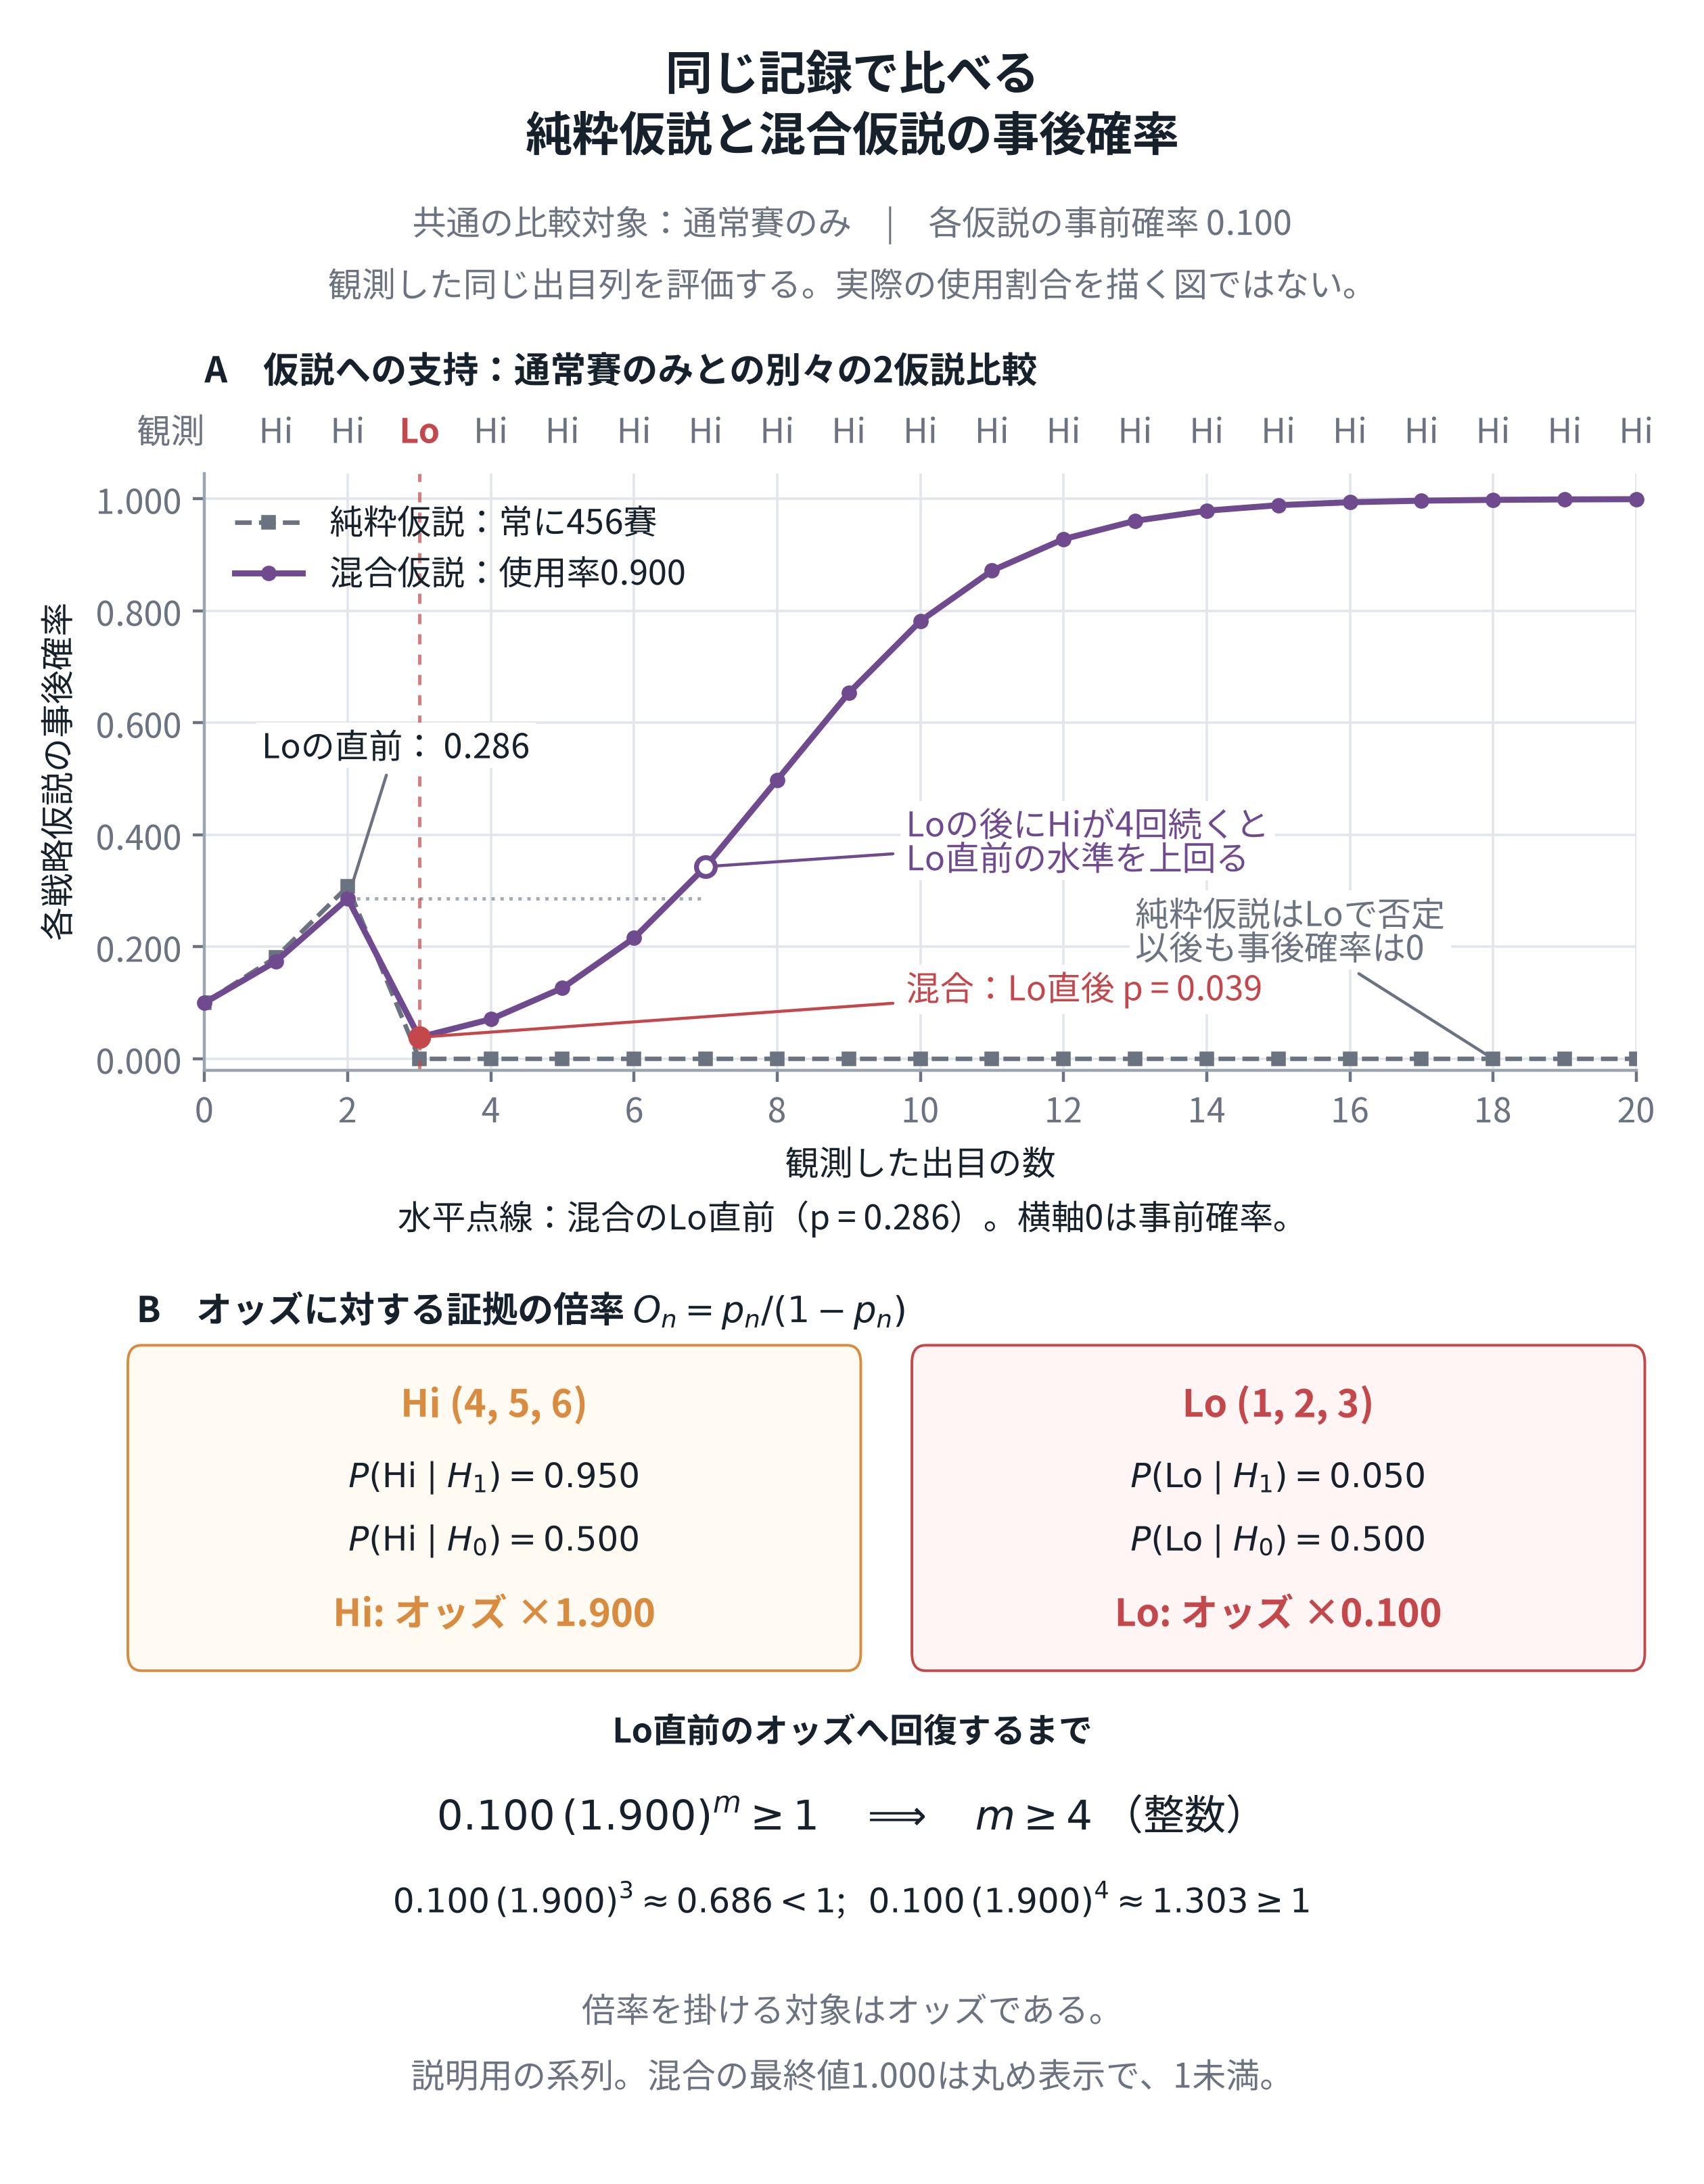 同じ記録で比べる
純粋仮説と混合仮説の事後確率
共通の比較対象：通常賽のみ ｜ 各仮説の事前確率 0.100
観測した同じ出目列を評価する。実際の使用割合を描く図ではない。
A 仮説への支持：通常賽のみとの別々の2仮説比較
観測 Hi Hi Lo Hi Hi Hi Hi Hi Hi Hi Hi Hi Hi Hi Hi Hi Hi Hi Hi Hi
各戦略仮説の事後確率
1.000
0.800
0.600
0.400
0.200
0.000
純粋仮説：常に456賽
混合仮説：使用率0.900
Loの直前： 0.286
Loの後にHiが4回続くと
Lo直前の水準を上回る
純粋仮説はLoで否定
以後も事後確率は0
混合：Lo直後 p = 0.039
0 2 4 6 8 10 12 14 16 18 20
観測した出目の数
水平点線：混合のLo直前（p = 0.286）。横軸0は事前確率。
B オッズに対する証拠の倍率 Oₙ = pₙ/(1 − pₙ)
Hi (4, 5, 6)
P(Hi | H₁) = 0.950
P(Hi | H₀) = 0.500
Hi: オッズ ×1.900
Lo (1, 2, 3)
P(Lo | H₁) = 0.050
P(Lo | H₀) = 0.500
Lo: オッズ ×0.100
Lo直前のオッズへ回復するまで
0.100 (1.900)ᵐ ≥ 1 ⟹ m ≥ 4 （整数）
0.100 (1.900)³ ≈ 0.686 < 1; 0.100 (1.900)⁴ ≈ 1.303 ≥ 1
倍率を掛ける対象はオッズである。
説明用の系列。混合の最終値1.000は丸め表示で、1未満。